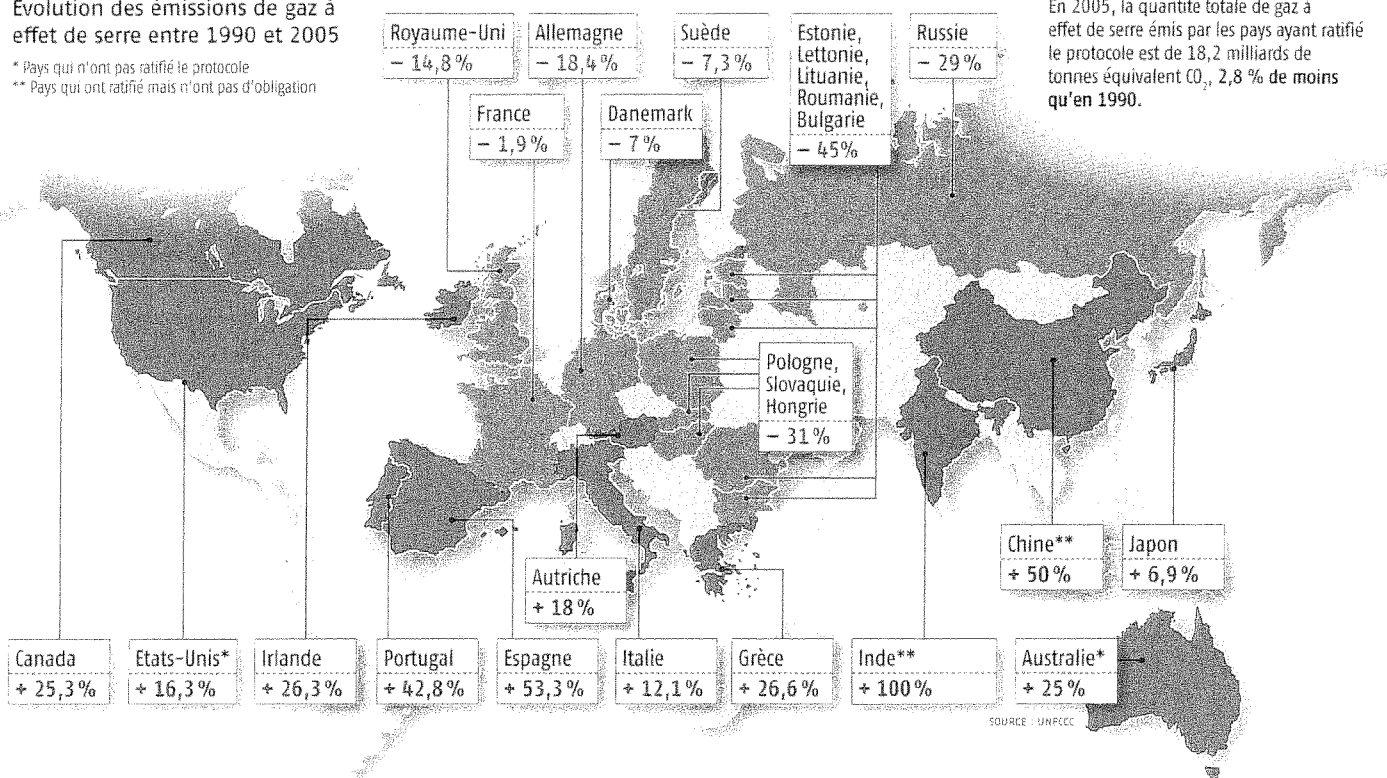 Evolution des émissions de gaz à
effet de serre entre 1990 et 2005
* Pays qui n'ont pas ratifié le protocole
** Pays qui ont ratifié mais n'ont pas d'obligation
En 2005, la quantité totale de gaz à
effet de serre émis par les pays ayant ratifié
le protocole est de 18,2 milliards de
tonnes équivalent CO₂, 2,8 % de moins
qu'en 1990.
Royaume-Uni
– 14,8 %
Allemagne
– 18,4 %
Suède
– 7,3 %
Estonie,
Lettonie,
Lituanie,
Roumanie,
Bulgarie
– 45%
Russie
– 29 %
France
– 1,9 %
Danemark
– 7 %
Pologne,
Slovaquie,
Hongrie
– 31 %
Autriche
+ 18 %
Chine**
+ 50 %
Japon
+ 6,9 %
Canada
+ 25,3 %
Etats-Unis*
+ 16,3 %
Irlande
+ 26,3 %
Portugal
+ 42,8 %
Espagne
+ 53,3 %
Italie
+ 12,1 %
Grèce
+ 26,6 %
Inde**
+ 100%
Australie*
+ 25 %
SOURCE : UNFCCC